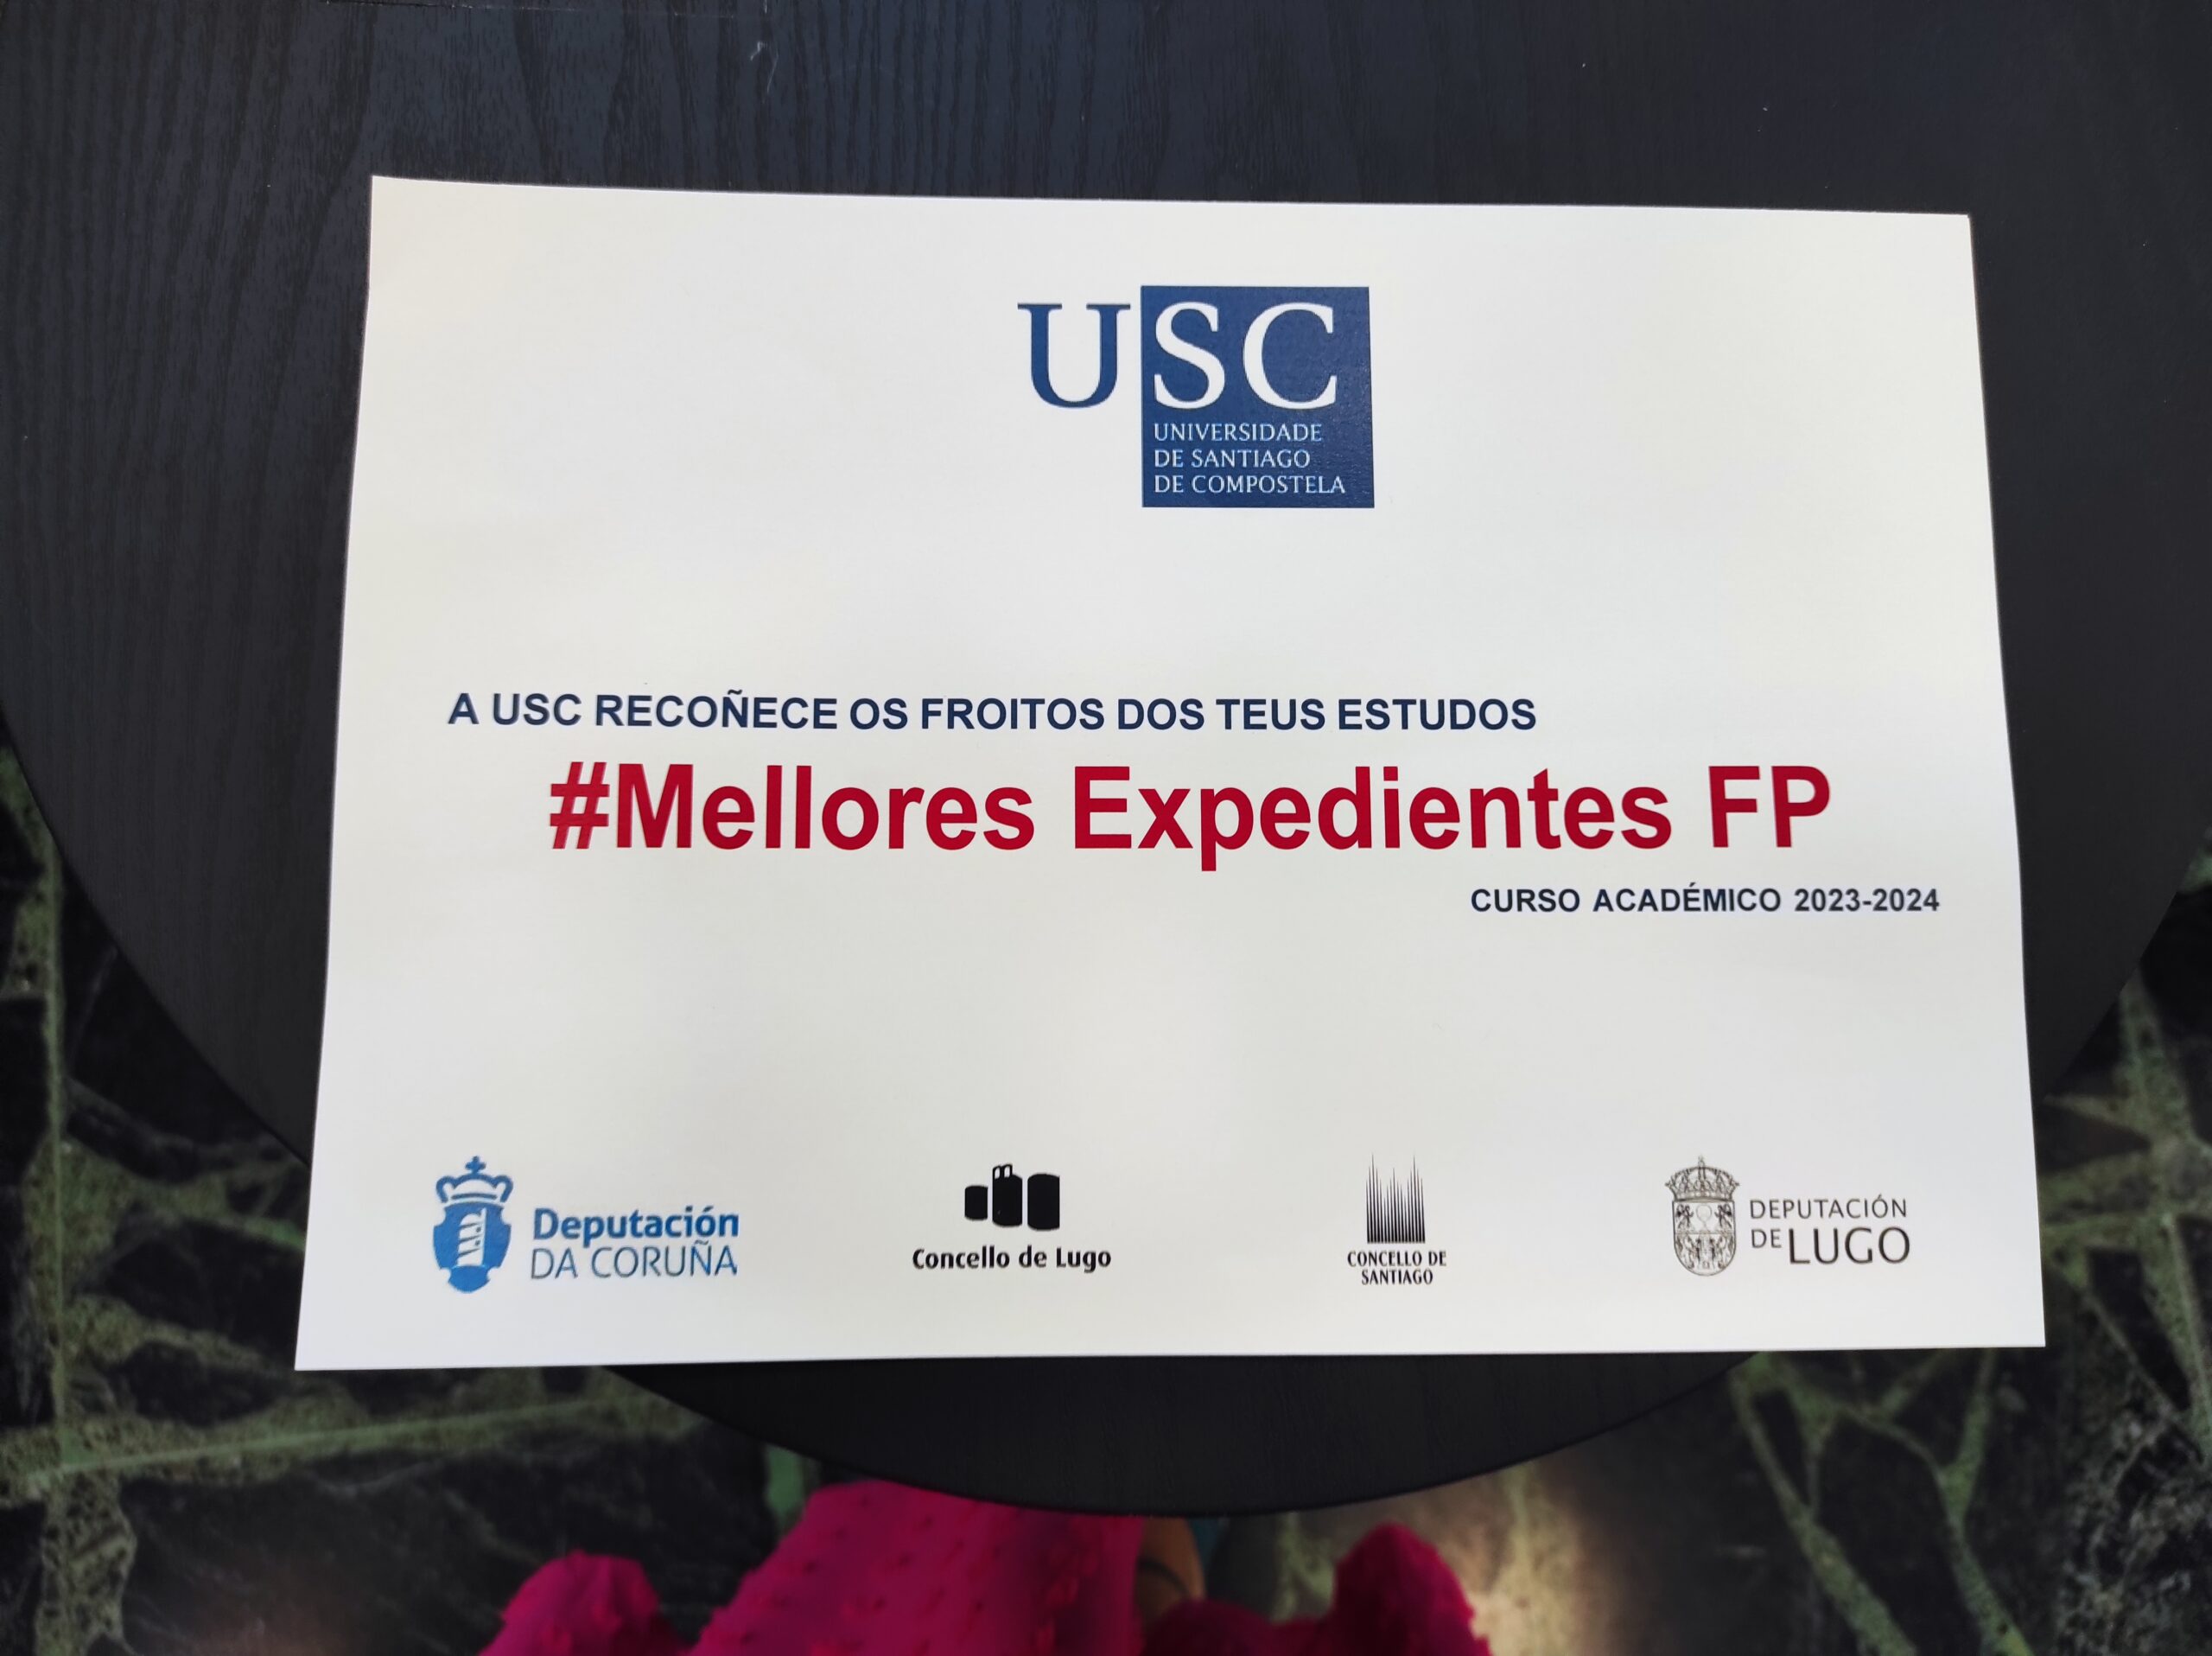 USC
UNIVERSIDADE
DE SANTIAGO
DE COMPOSTELA
A USC RECOÑECE OS FROITOS DOS TEUS ESTUDOS
#Mellores Expedientes FP
CURSO ACADÉMICO 2023-2024
Deputación
DA CORUÑA
Concello de Lugo
CONCELLO DE
SANTIAGO
DEPUTACIÓN
DE LUGO